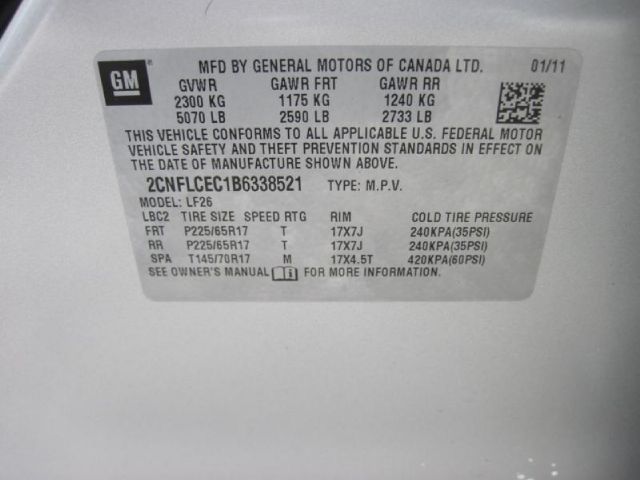 GM
MFD BY GENERAL MOTORS OF CANADA LTD. 01/11
GVWR GAWR FRT GAWR RR
2300 KG 1175 KG 1240 KG
5070 LB 2590 LB 2733 LB
THIS VEHICLE CONFORMS TO ALL APPLICABLE U.S. FEDERAL MOTOR
VEHICLE SAFETY AND THEFT PREVENTION STANDARDS IN EFFECT ON
THE DATE OF MANUFACTURE SHOWN ABOVE.
2CNFLCEC1B6338521 TYPE: M.P.V.
MODEL: LF26
LBC2 TIRE SIZE SPEED RTG RIM COLD TIRE PRESSURE
FRT P225/65R17 T 17X7J 240KPA(35PSI)
RR P225/65R17 T 17X7J 240KPA(35PSI)
SPA T145/70R17 M 17X4.5T 420KPA(60PSI)
SEE OWNER'S MANUAL FOR MORE INFORMATION.